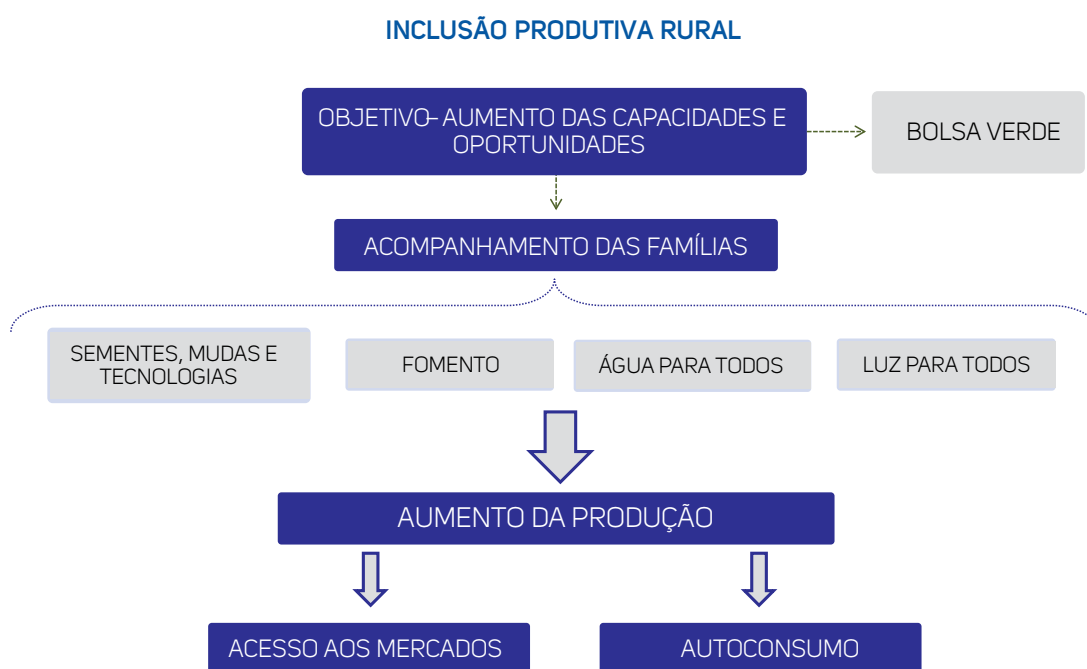 INCLUSÃO PRODUTIVA RURAL
OBJETIVO– AUMENTO DAS CAPACIDADES E
OPORTUNIDADES
BOLSA VERDE
ACOMPANHAMENTO DAS FAMÍLIAS
SEMENTES, MUDAS E
TECNOLOGIAS
FOMENTO
ÁGUA PARA TODOS
LUZ PARA TODOS
AUMENTO DA PRODUÇÃO
ACESSO AOS MERCADOS
AUTOCONSUMO